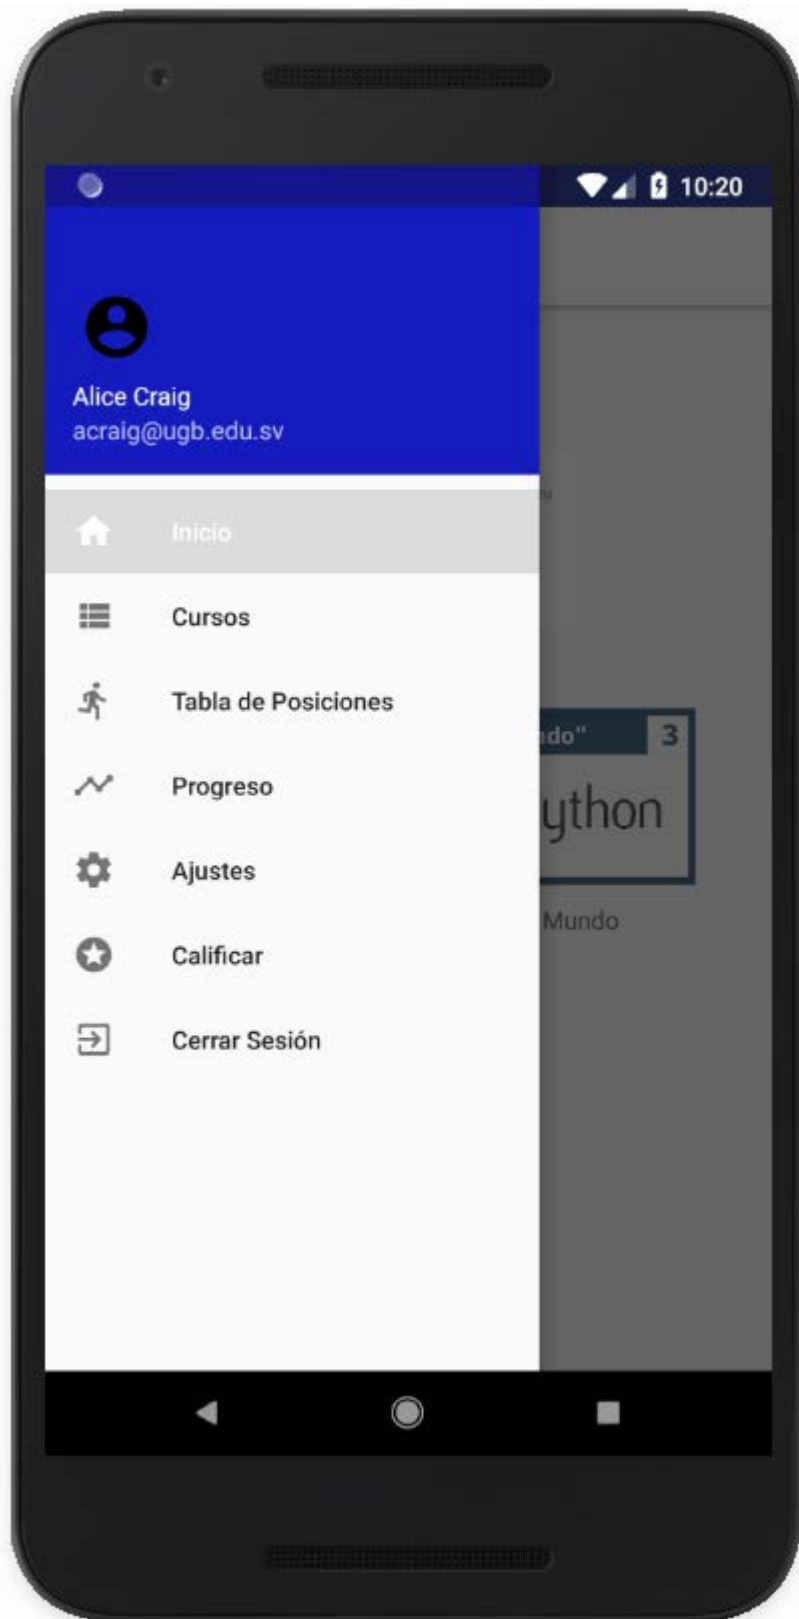 10:20
Alice Craig
acraig@ugb.edu.sv
Inicio
Cursos
Tabla de Posiciones
Progreso
Ajustes
Calificar
Cerrar Sesión
3
ython
Mundo